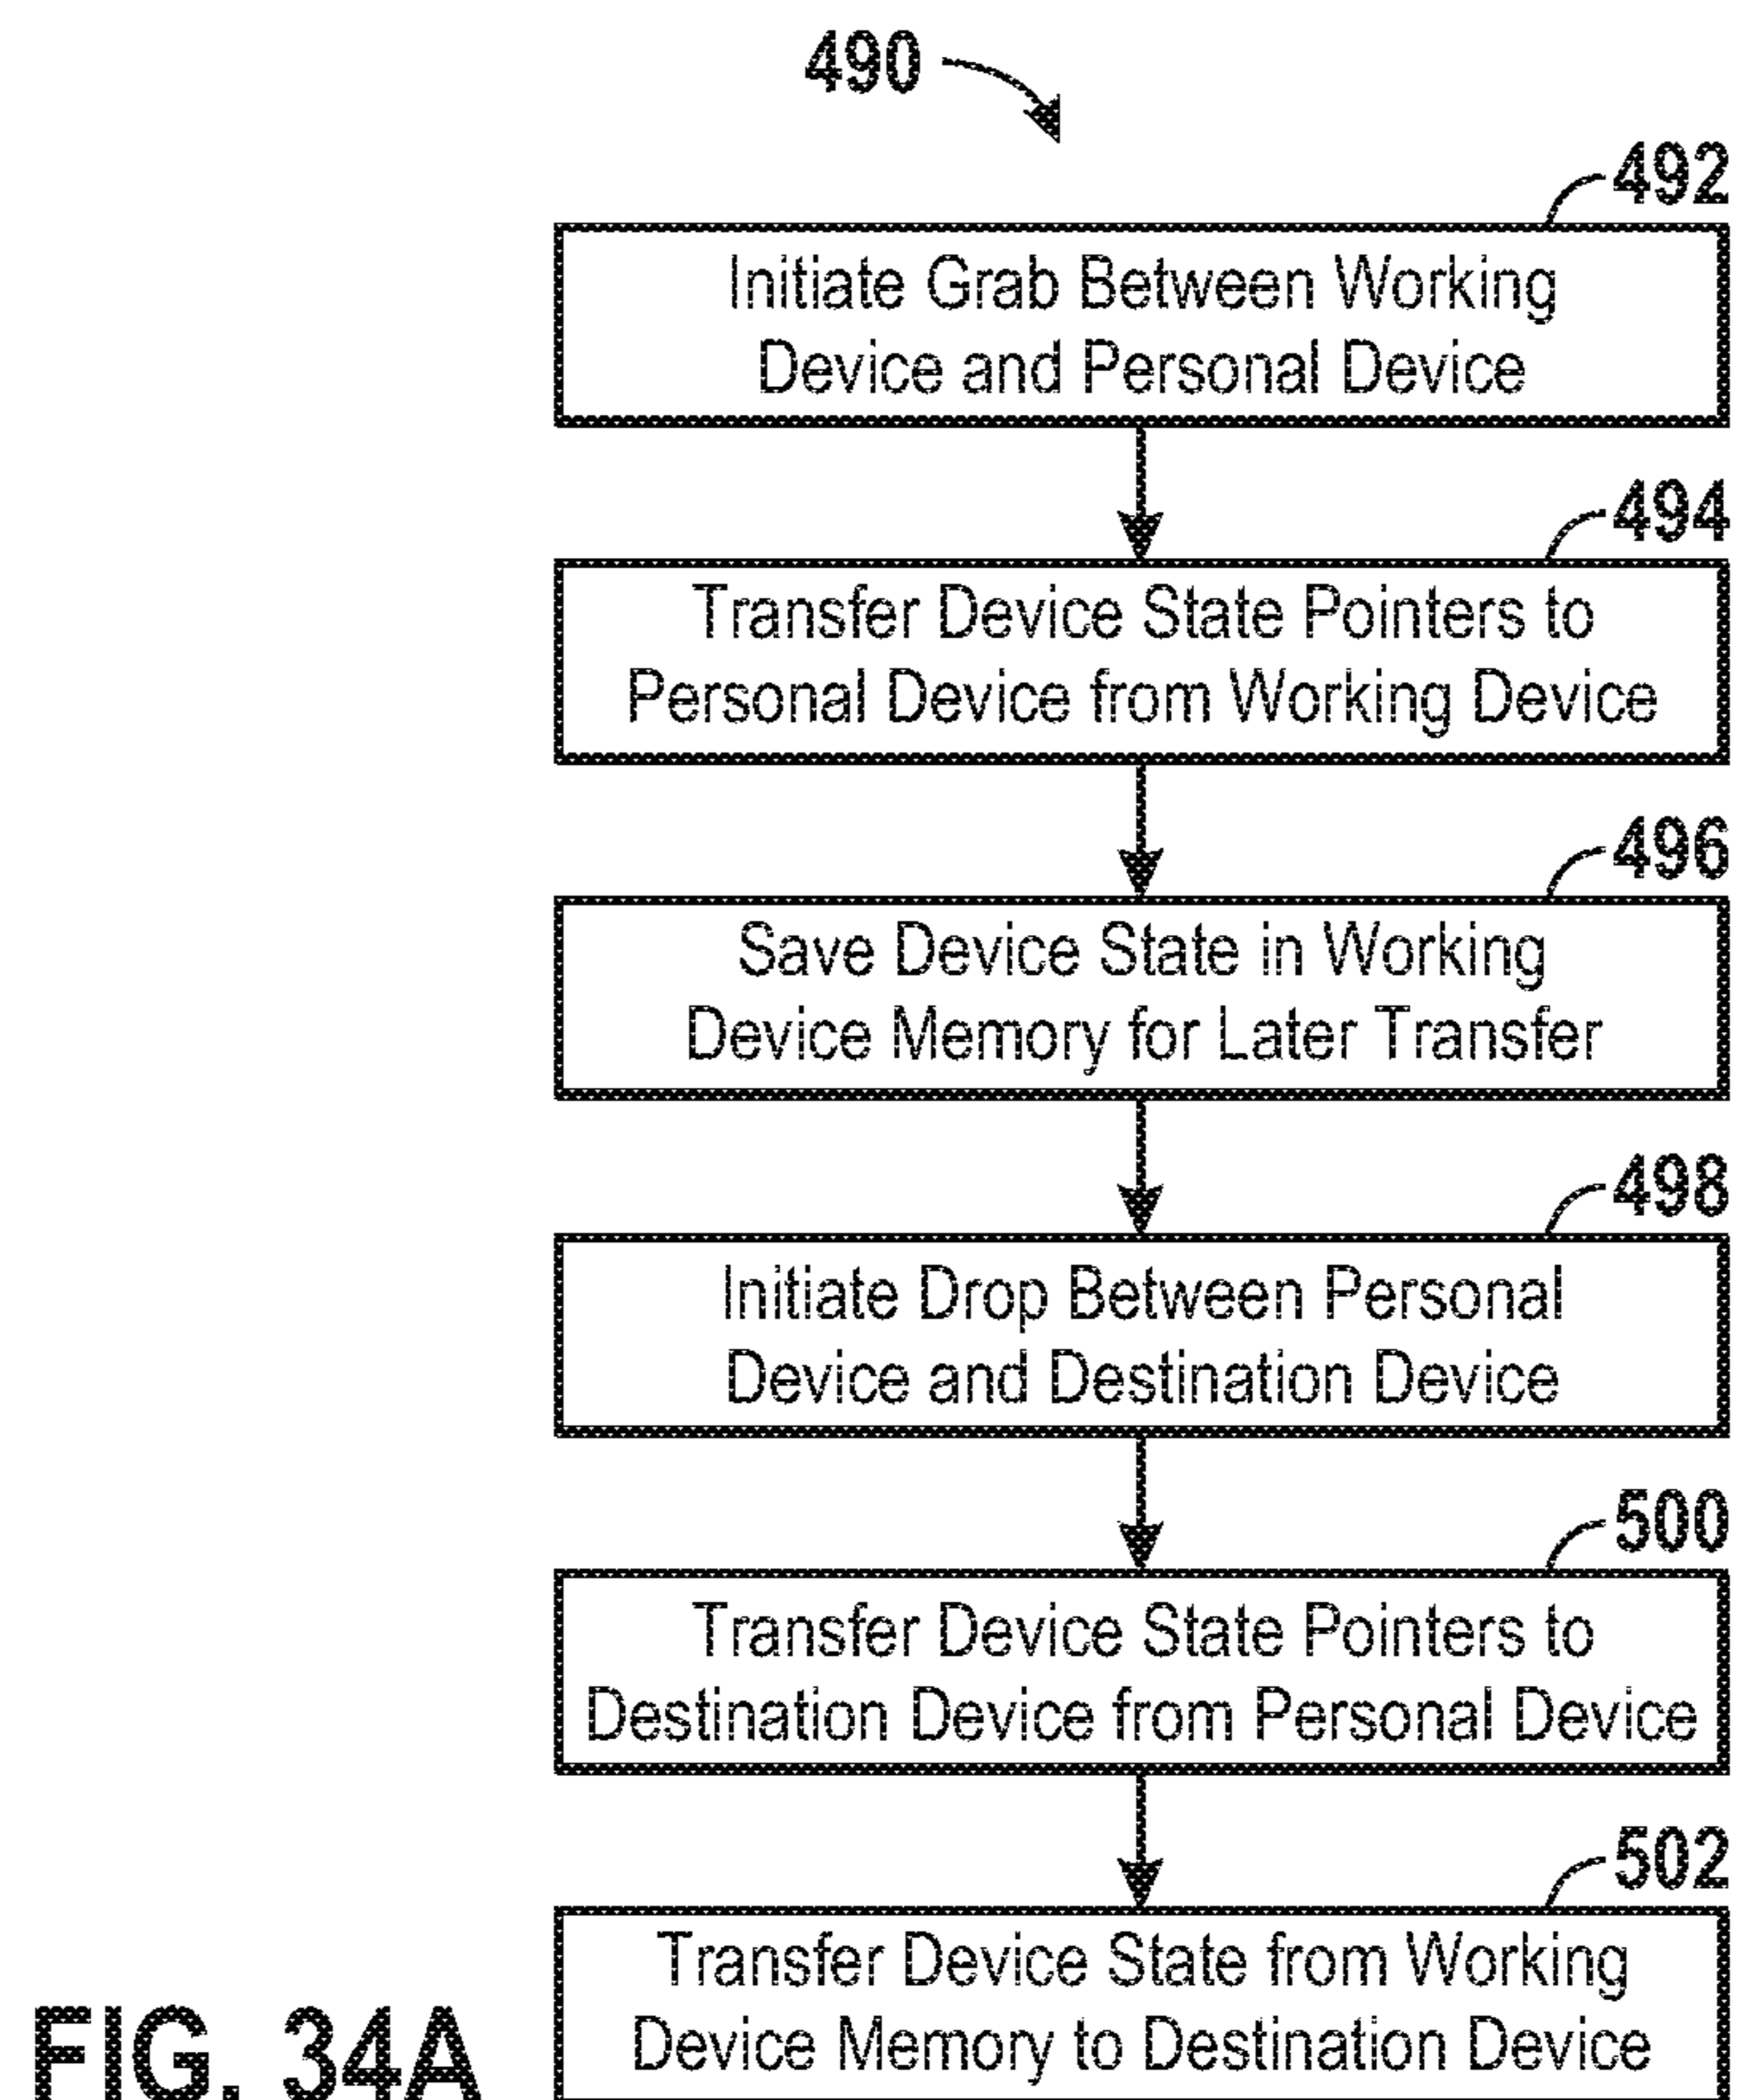 490
492
Initiate Grab Between Working
Device and Personal Device
494
Transfer Device State Pointers to
Personal Device from Working Device
496
Save Device State in Working
Device Memory for Later Transfer
498
Initiate Drop Between Personal
Device and Destination Device
500
Transfer Device State Pointers to
Destination Device from Personal Device
502
Transfer Device State from Working
Device Memory to Destination Device
FIG. 34A